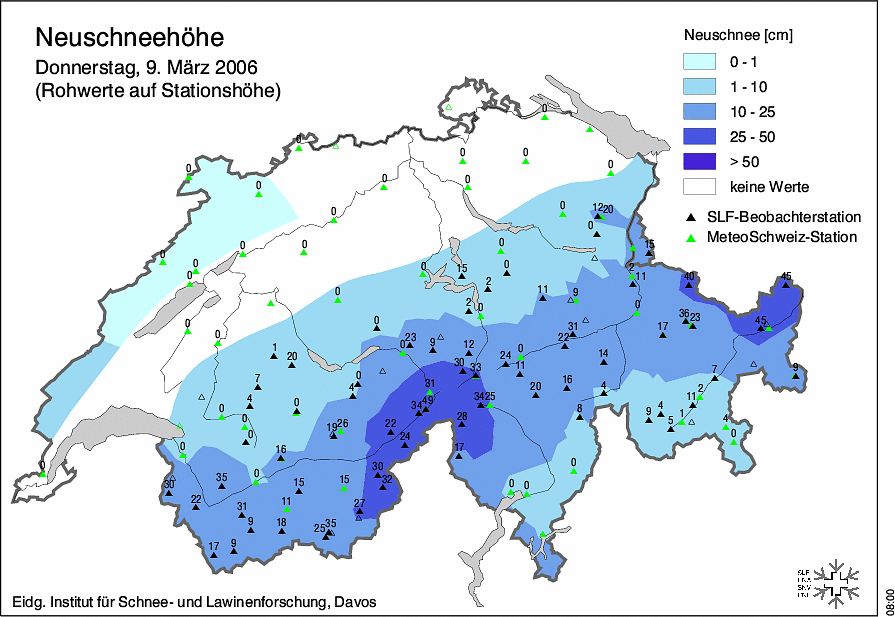 Neuschneehöhe
Donnerstag, 9. März 2006
(Rohwerte auf Stationshöhe)
Neuschnee [cm]
0 - 1
1 - 10
10 - 25
25 - 50
> 50
keine Werte
SLF-Beobachterstation
MeteoSchweiz-Station
0
0 0
0 0 0
0 0 0
0 0 12 20
0 0 0 0 0 15
0 0 15 0 2 11 40 45
0 0 2 11 9
0 0 0 2 0 0 36 23 45
23 9 12 22 31 17
1 20 0 30 33 24 0 11 14 7 9
7 4 0 31 20 16 4 11 2
4 0 0 34 49 34 25 8 9 4 5 1 4
0 19 26 22 28 0
16 24 17
0 30 35 0 15 15 30 32 0 0 0
22 31 11 27
9 18 25 35
17 9
Eidg. Institut für Schnee- und Lawinenforschung, Davos
SLF
08:00